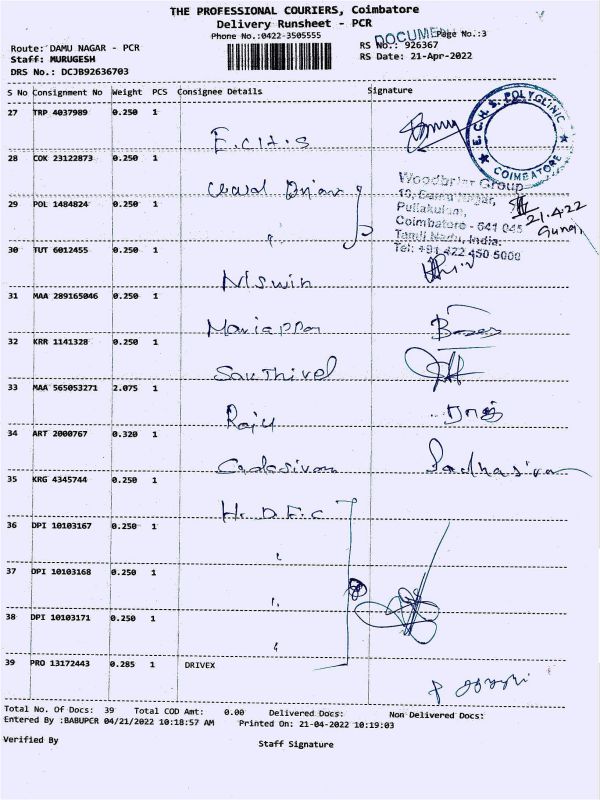 THE PROFESSIONAL COURIERS, Coimbatore
Delivery Runsheet - PCR
Phone No.:0422-3505555
DOCUMENT Page No.:3
Route: DAMU NAGAR - PCR
RS No.: 926367
Staff: MURUGESH
RS Date: 21-Apr-2022
DRS No.: DCJB92636703
S No Consignment No Weight PCS Consignee Details Signature
27 TRP 4037989 0.250 1 E.C.H.S
E.C.H.S. POLYCLINIC
COIMBATORE
28 COK 23122873 0.250 1
Woodbriar Group
19, Damu Nagar,
Puliakulam,
Coimbatore - 641 045
Tamil Nadu, India.
Tel: +91 422 450 5000
21.4.22
29 POL 1484824 0.250 1 "
30 TUT 6012455 0.250 1
31 MAA 289165046 0.250 1 Mariappan
32 KRR 1141328 0.250 1
33 MAA 565053271 2.075 1 Raju
34 ART 2000767 0.320 1
35 KRG 4345744 0.250 1 H.D.F.C
36 DPI 10103167 0.250 1 "
37 DPI 10103168 0.250 1 "
38 DPI 10103171 0.250 1 "
39 PRO 13172443 0.285 1 DRIVEX
Total No. Of Docs: 39 Total COD Amt: 0.00 Delivered Docs: Non Delivered Docs:
Entered By :BABUPCR 04/21/2022 10:18:57 AM Printed On: 21-04-2022 10:19:03
Verified By
Staff Signature